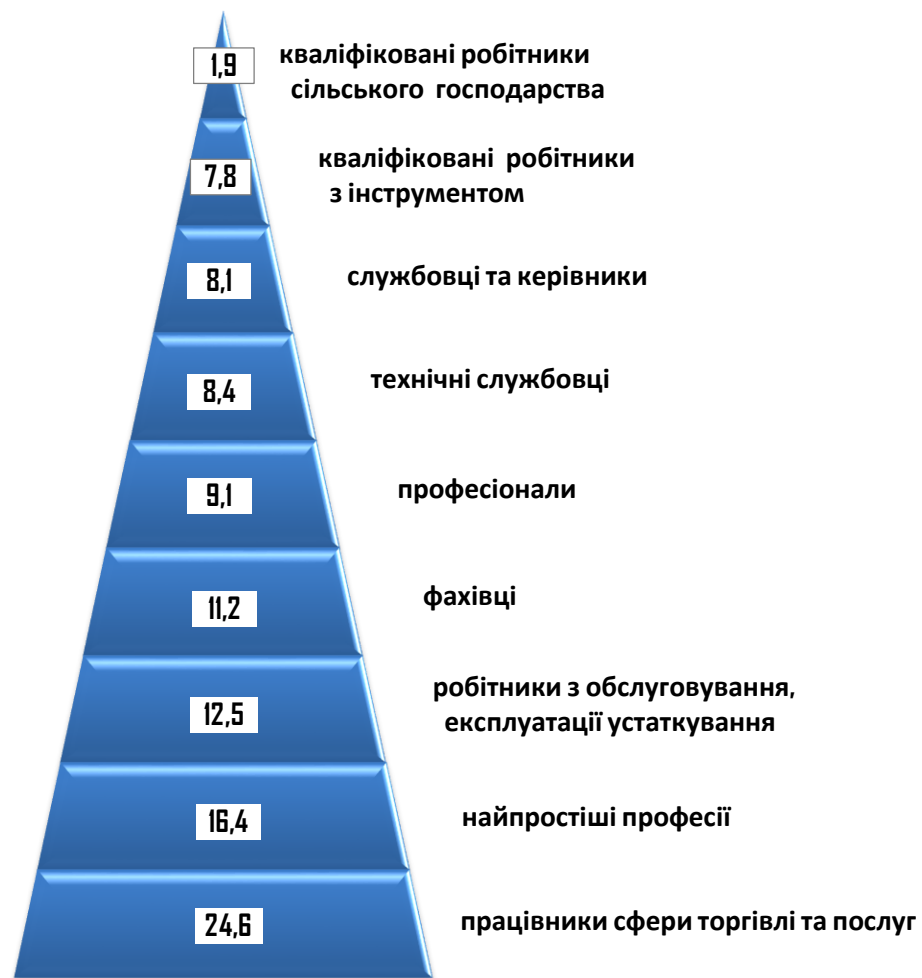 1,9
кваліфіковані робітники
сільського господарства
7,8
кваліфіковані робітники
з інструментом
8,1
службовці та керівники
8,4
технічні службовці
9,1
професіонали
11,2
фахівці
12,5
робітники з обслуговування,
експлуатації устаткування
16,4
найпростіші професії
24,6
працівники сфери торгівлі та послуг